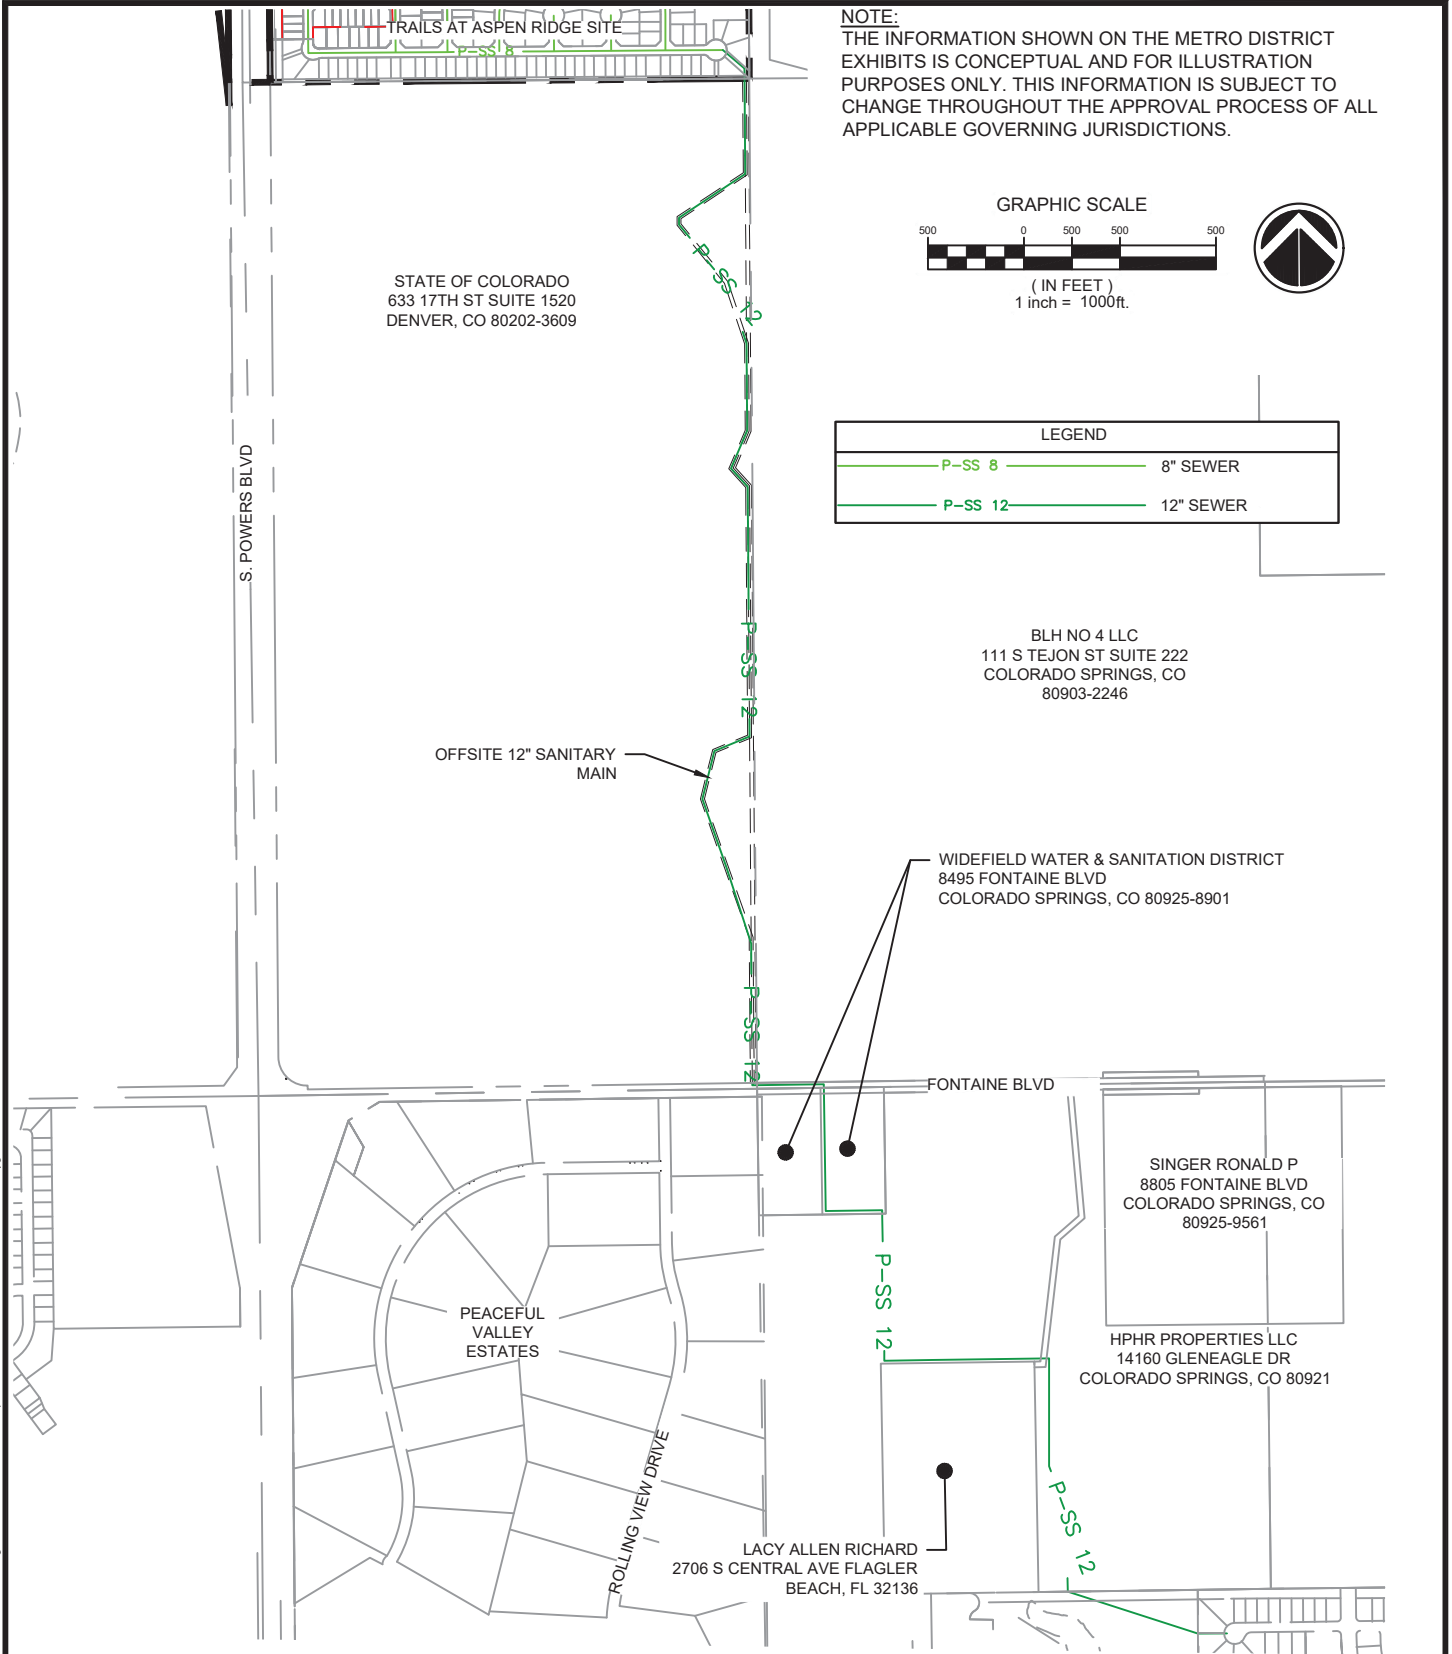 TRAILS AT ASPEN RIDGE SITE
P-SS 8
NOTE:
THE INFORMATION SHOWN ON THE METRO DISTRICT
EXHIBITS IS CONCEPTUAL AND FOR ILLUSTRATION
PURPOSES ONLY. THIS INFORMATION IS SUBJECT TO
CHANGE THROUGHOUT THE APPROVAL PROCESS OF ALL
APPLICABLE GOVERNING JURISDICTIONS.
GRAPHIC SCALE
500 0 500 500 500
( IN FEET )
1 inch = 1000ft.
STATE OF COLORADO
633 17TH ST SUITE 1520
DENVER, CO 80202-3609
P-SS 12
LEGEND
P-SS 8 8" SEWER
P-SS 12 12" SEWER
S. POWERS BLVD
BLH NO 4 LLC
111 S TEJON ST SUITE 222
COLORADO SPRINGS, CO
80903-2246
P-SS 12
OFFSITE 12" SANITARY
MAIN
WIDEFIELD WATER & SANITATION DISTRICT
8495 FONTAINE BLVD
COLORADO SPRINGS, CO 80925-8901
P-SS 12
FONTAINE BLVD
SINGER RONALD P
8805 FONTAINE BLVD
COLORADO SPRINGS, CO
80925-9561
P-SS 12
PEACEFUL
VALLEY
ESTATES
HPHR PROPERTIES LLC
14160 GLENEAGLE DR
COLORADO SPRINGS, CO 80921
ROLLING VIEW DRIVE
P-SS 12
LACY ALLEN RICHARD
2706 S CENTRAL AVE FLAGLER
BEACH, FL 32136